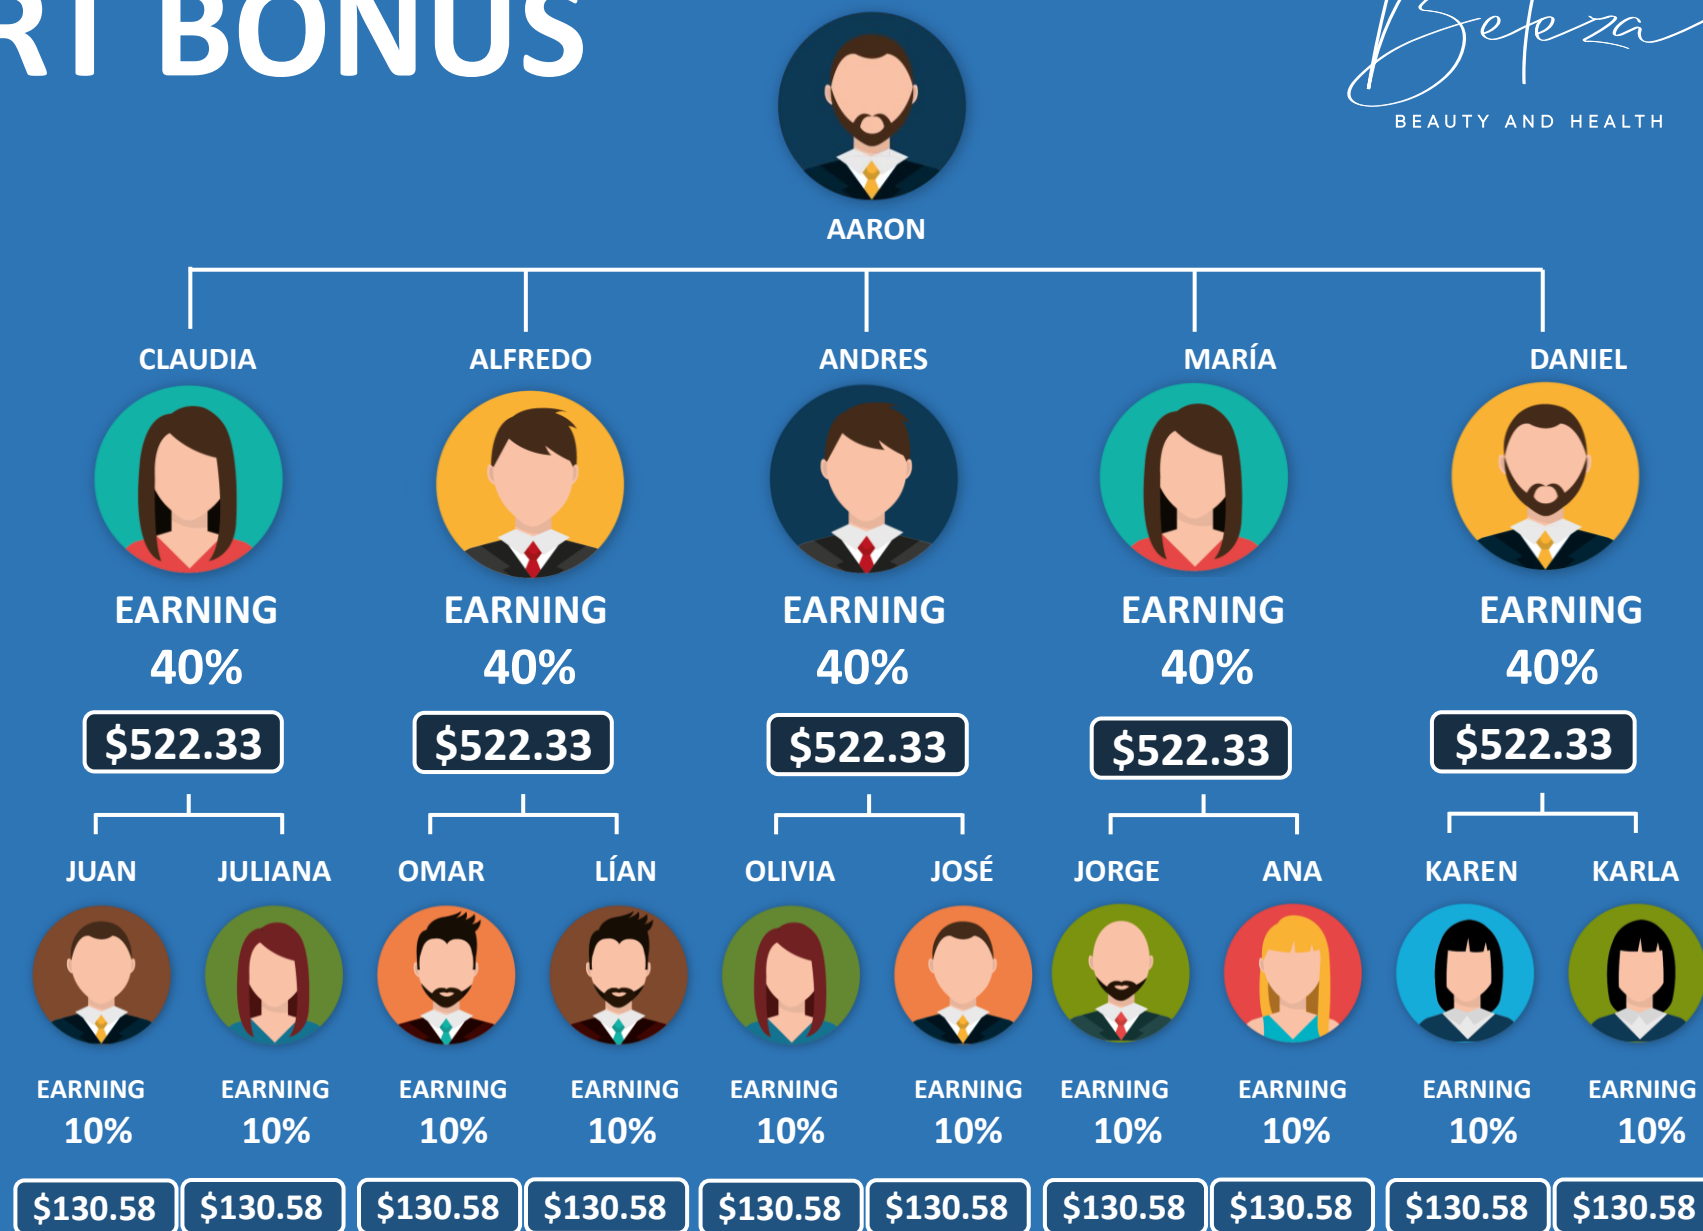 RT BONUS
Beleza
BEAUTY AND HEALTH
AARON
CLAUDIA ALFREDO ANDRES MARÍA DANIEL
EARNING EARNING EARNING EARNING EARNING
40% 40% 40% 40% 40%
$522.33 $522.33 $522.33 $522.33 $522.33
JUAN JULIANA OMAR LÍAN OLIVIA JOSÉ JORGE ANA KAREN KARLA
EARNING EARNING EARNING EARNING EARNING EARNING EARNING EARNING EARNING EARNING
10% 10% 10% 10% 10% 10% 10% 10% 10% 10%
$130.58 $130.58 $130.58 $130.58 $130.58 $130.58 $130.58 $130.58 $130.58 $130.58